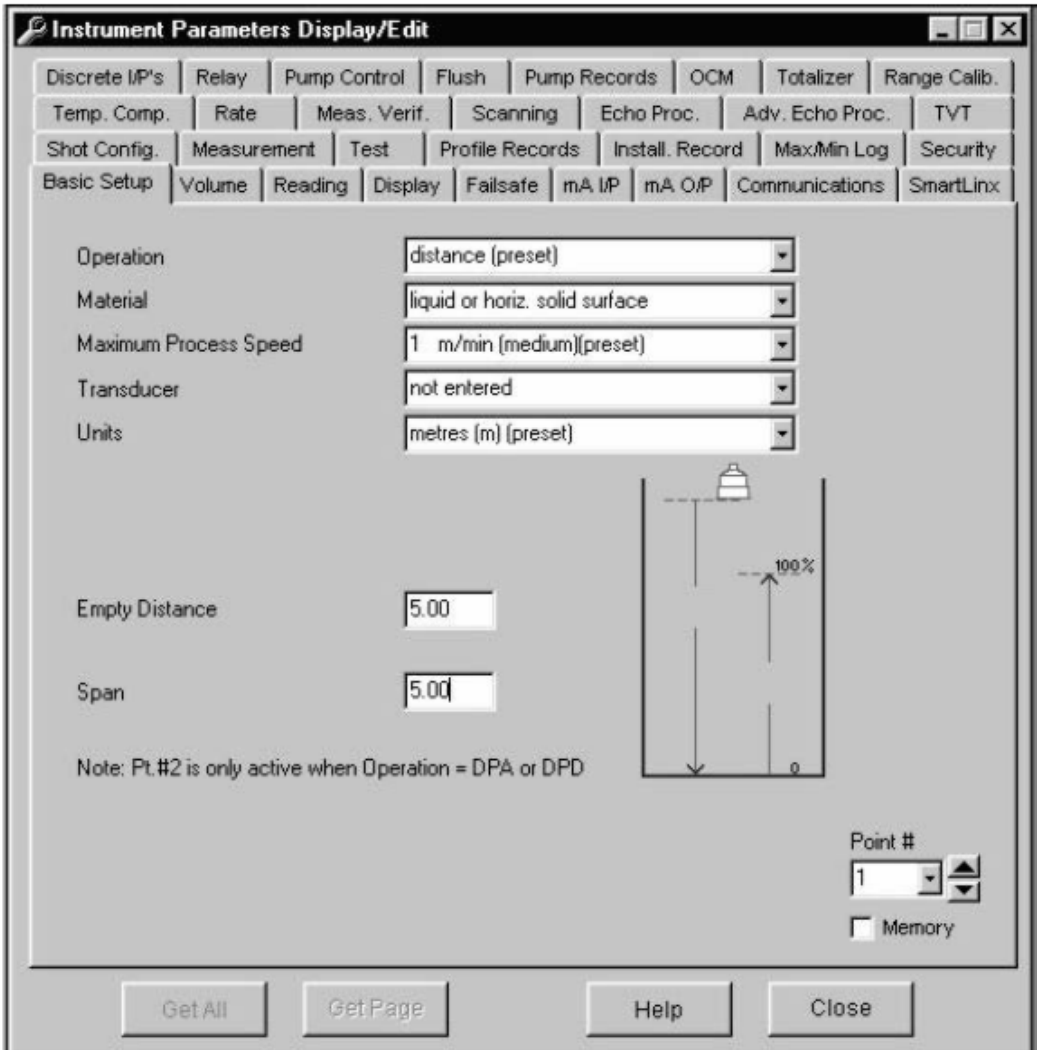 Instrument Parameters Display/Edit
Discrete I/P's Relay Pump Control Flush Pump Records OCM Totalizer Range Calib.
Temp. Comp. Rate Meas. Verif. Scanning Echo Proc. Adv. Echo Proc. TVT
Shot Config. Measurement Test Profile Records Install. Record Max/Min Log Security
Basic Setup Volume Reading Display Failsafe mA I/P mA O/P Communications SmartLinx
Operation distance (preset)
Material liquid or horiz. solid surface
Maximum Process Speed 1 m/min (medium)(preset)
Transducer not entered
Units metres (m) (preset)
100%
Empty Distance 5.00
Span 5.00
Note: Pt.#2 is only active when Operation = DPA or DPD
0
Point #
1
Memory
Get All Get Page Help Close